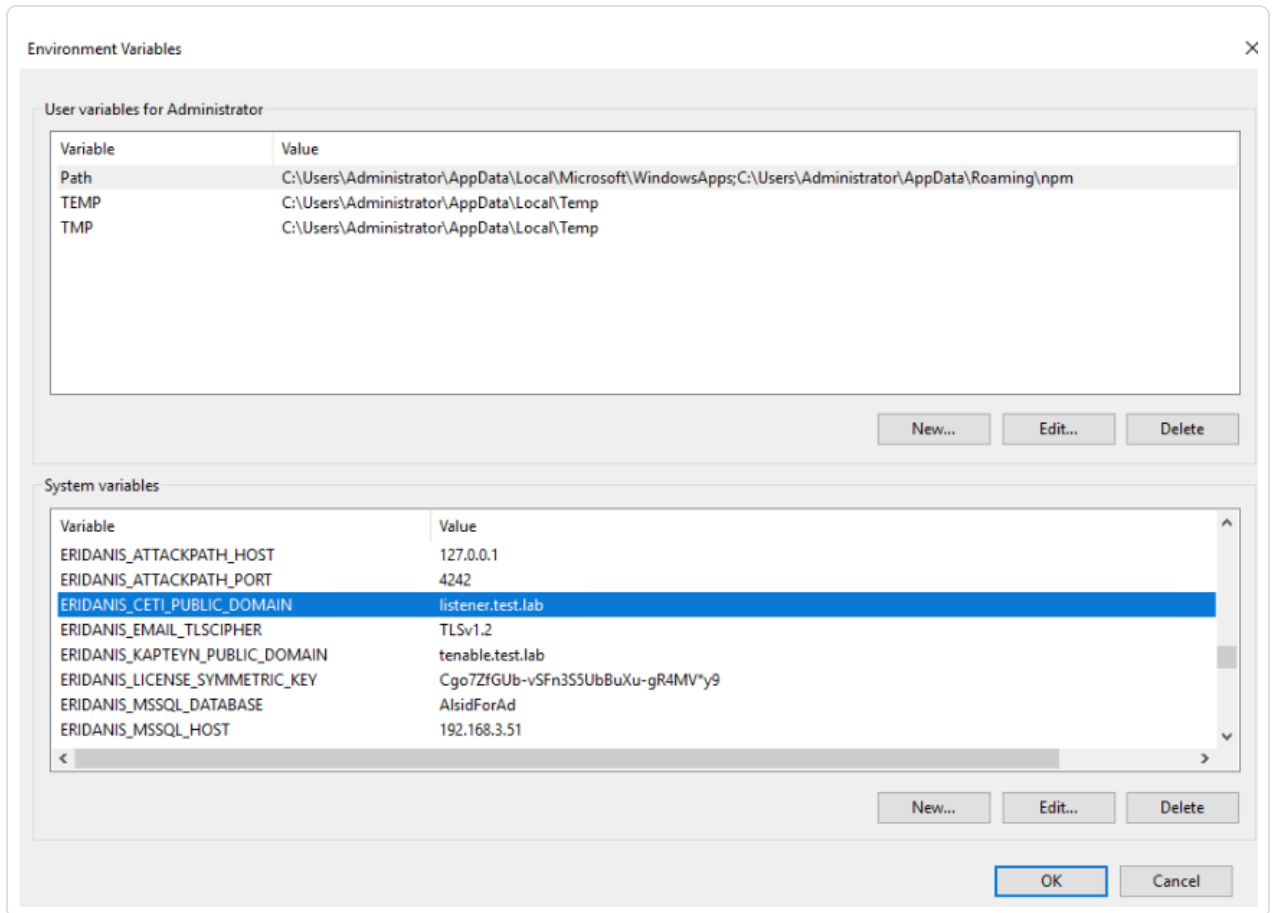 Environment Variables
User variables for Administrator
Variable Value
Path C:\Users\Administrator\AppData\Local\Microsoft\WindowsApps;C:\Users\Administrator\AppData\Roaming\npm
TEMP C:\Users\Administrator\AppData\Local\Temp
TMP C:\Users\Administrator\AppData\Local\Temp
New... Edit... Delete
System variables
Variable Value
ERIDANIS_ATTACKPATH_HOST 127.0.0.1
ERIDANIS_ATTACKPATH_PORT 4242
ERIDANIS_CETI_PUBLIC_DOMAIN listener.test.lab
ERIDANIS_EMAIL_TLSCIPHER TLSv1.2
ERIDANIS_KAPTEYN_PUBLIC_DOMAIN tenable.test.lab
ERIDANIS_LICENSE_SYMMETRIC_KEY Cgo7ZfGUb-vSFn3S5UbBuXu-gR4MV*y9
ERIDANIS_MSSQL_DATABASE AlsidForAd
ERIDANIS_MSSQL_HOST 192.168.3.51
New... Edit... Delete
OK Cancel